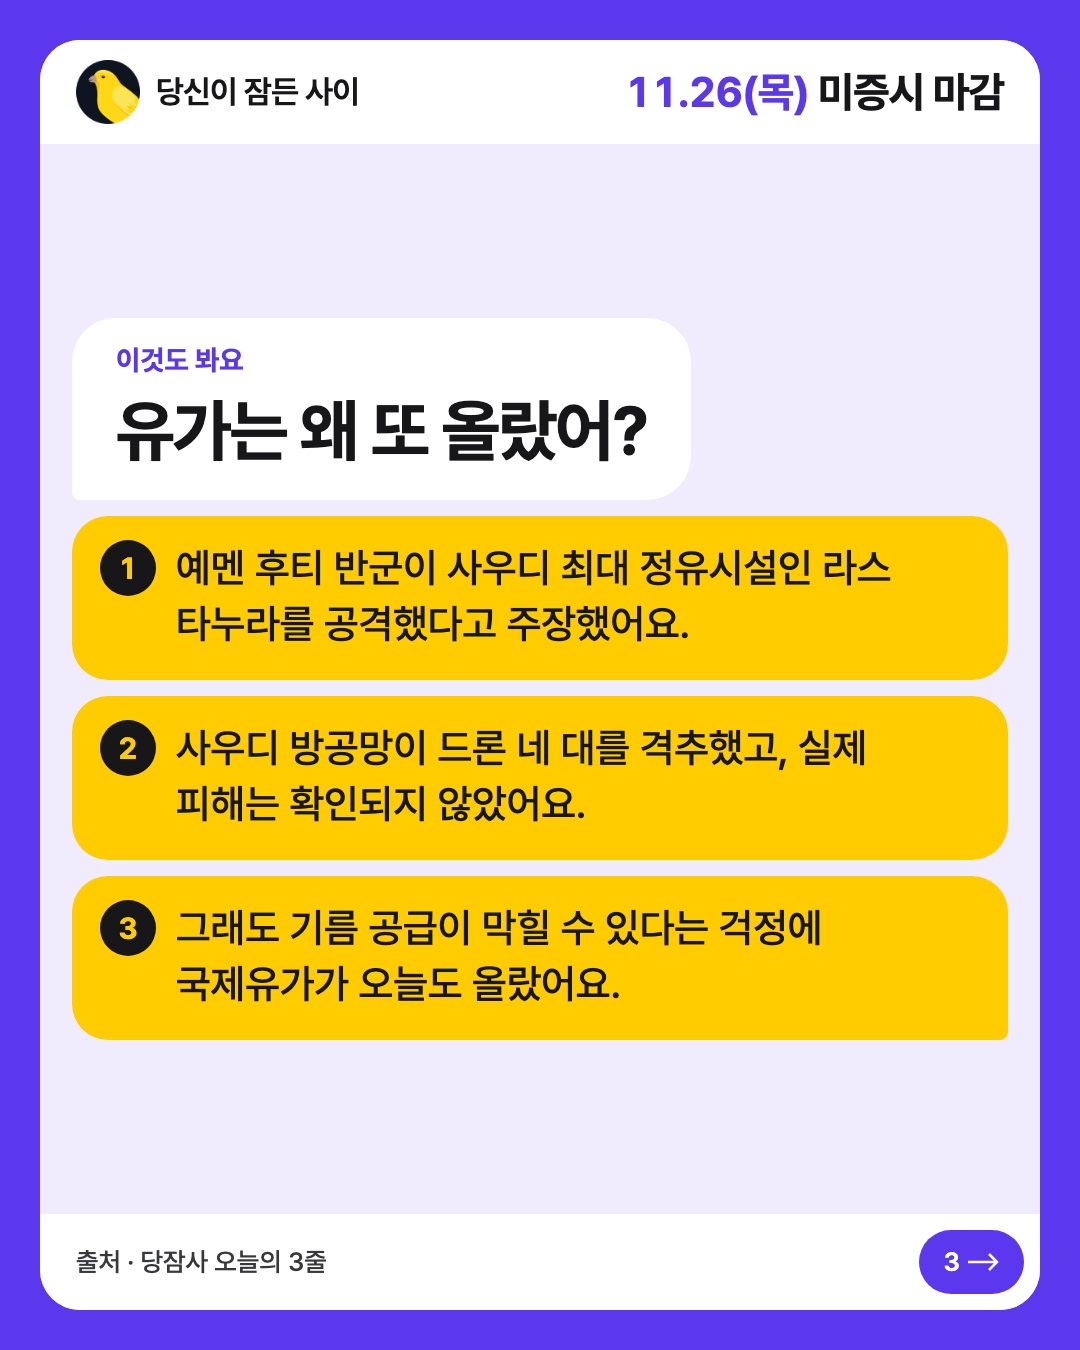 당신이 잠든 사이
11.26(목) 미증시 마감
이것도 봐요
유가는 왜 또 올랐어?
1 예멘 후티 반군이 사우디 최대 정유시설인 라스
타누라를 공격했다고 주장했어요.
2 사우디 방공망이 드론 네 대를 격추했고, 실제
피해는 확인되지 않았어요.
3 그래도 기름 공급이 막힐 수 있다는 걱정에
국제유가가 오늘도 올랐어요.
출처 · 당잠사 오늘의 3줄
3 →